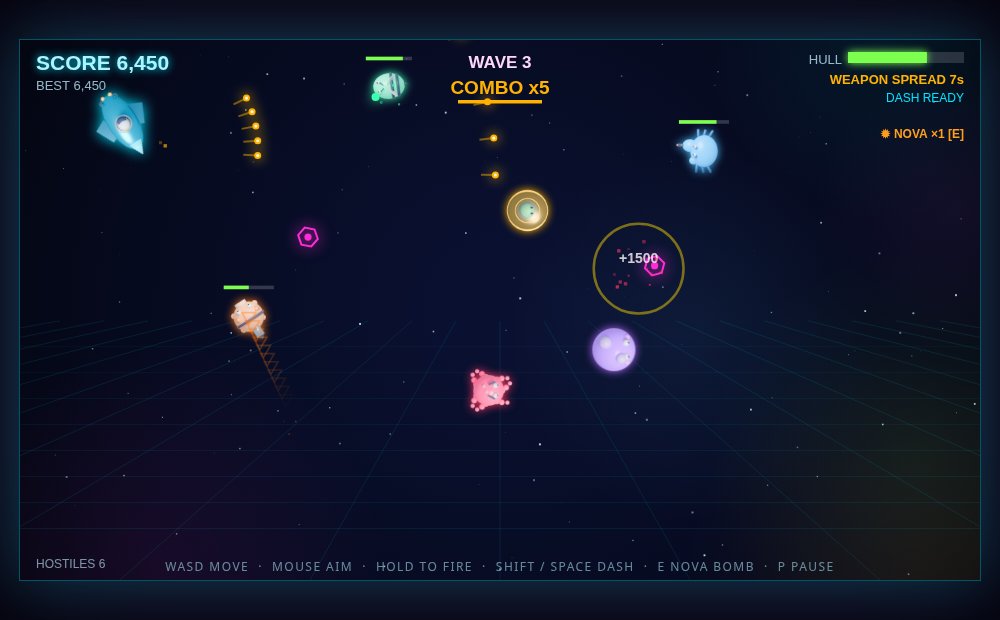 SCORE 6,450
BEST 6,450
WAVE 3
COMBO x5
HULL
WEAPON SPREAD 7s
DASH READY
✹ NOVA ×1 [E]
+1500
HOSTILES 6
WASD MOVE · MOUSE AIM · HOLD TO FIRE · SHIFT / SPACE DASH · E NOVA BOMB · P PAUSE